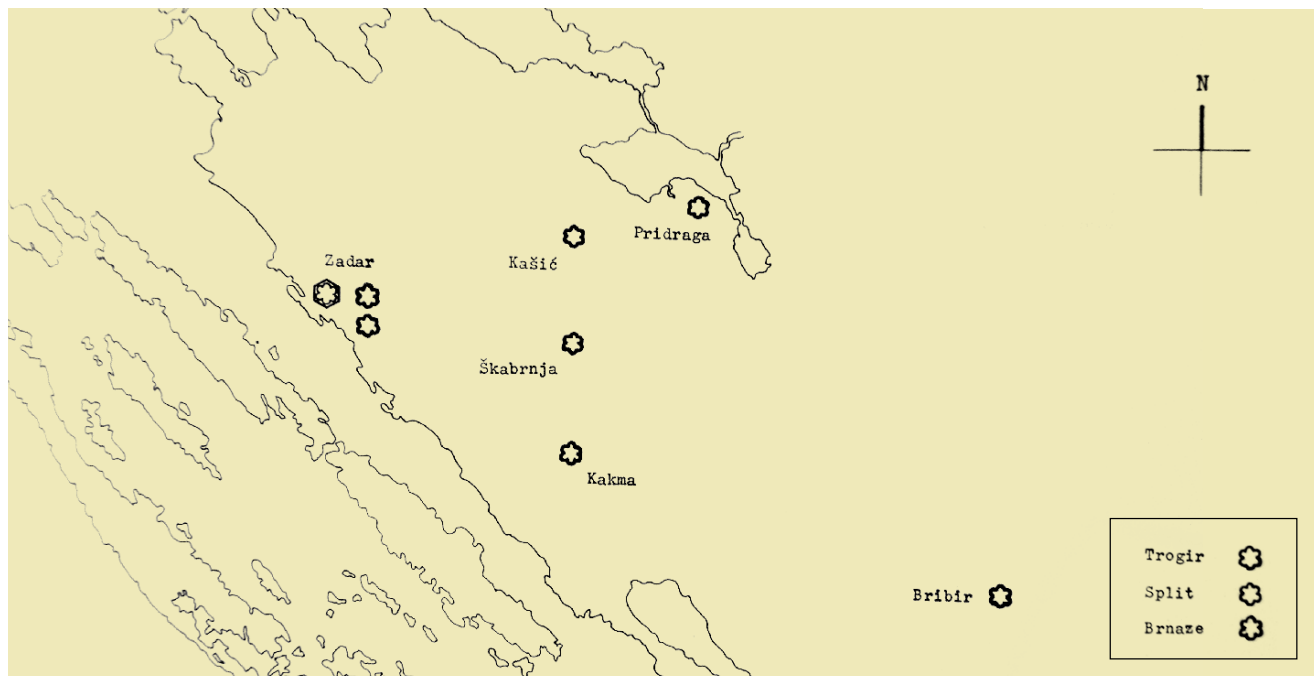 N
Pridraga
Kašić
Zadar
Škabrnja
Kakma
Bribir
Trogir
Split
Brnaze